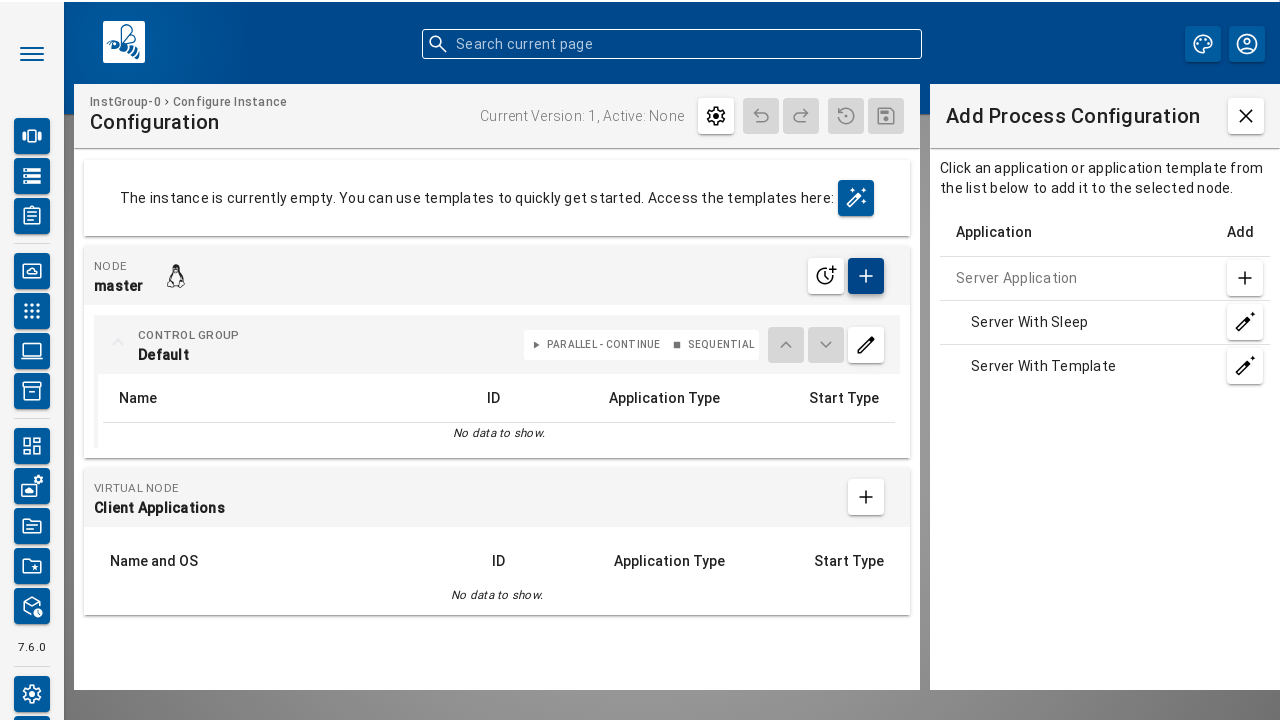 Search current page
InstGroup-0 › Configure Instance
Configuration
Current Version: 1, Active: None
The instance is currently empty. You can use templates to quickly get started. Access the templates here:
NODE
master
CONTROL GROUP
Default
PARALLEL - CONTINUE
SEQUENTIAL
Name ID Application Type Start Type
No data to show.
VIRTUAL NODE
Client Applications
Name and OS ID Application Type Start Type
No data to show.
Add Process Configuration
Click an application or application template from
the list below to add it to the selected node.
Application Add
Server Application
Server With Sleep
Server With Template
7.6.0